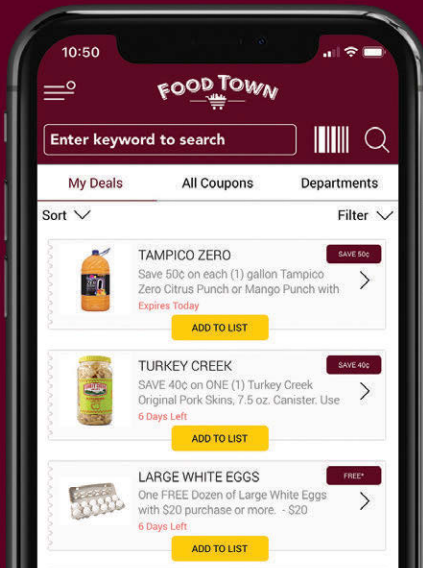 10:50
FOOD TOWN
Enter keyword to search
My Deals All Coupons Departments
Sort Filter
TAMPICO ZERO SAVE 50¢
Save 50¢ on each (1) gallon Tampico
Zero Citrus Punch or Mango Punch with
Expires Today
ADD TO LIST
TURKEY CREEK SAVE 40¢
SAVE 40¢ on ONE (1) Turkey Creek
Original Pork Skins, 7.5 oz. Canister. Use
6 Days Left
ADD TO LIST
LARGE WHITE EGGS FREE*
One FREE Dozen of Large White Eggs
with $20 purchase or more. - $20
6 Days Left
ADD TO LIST